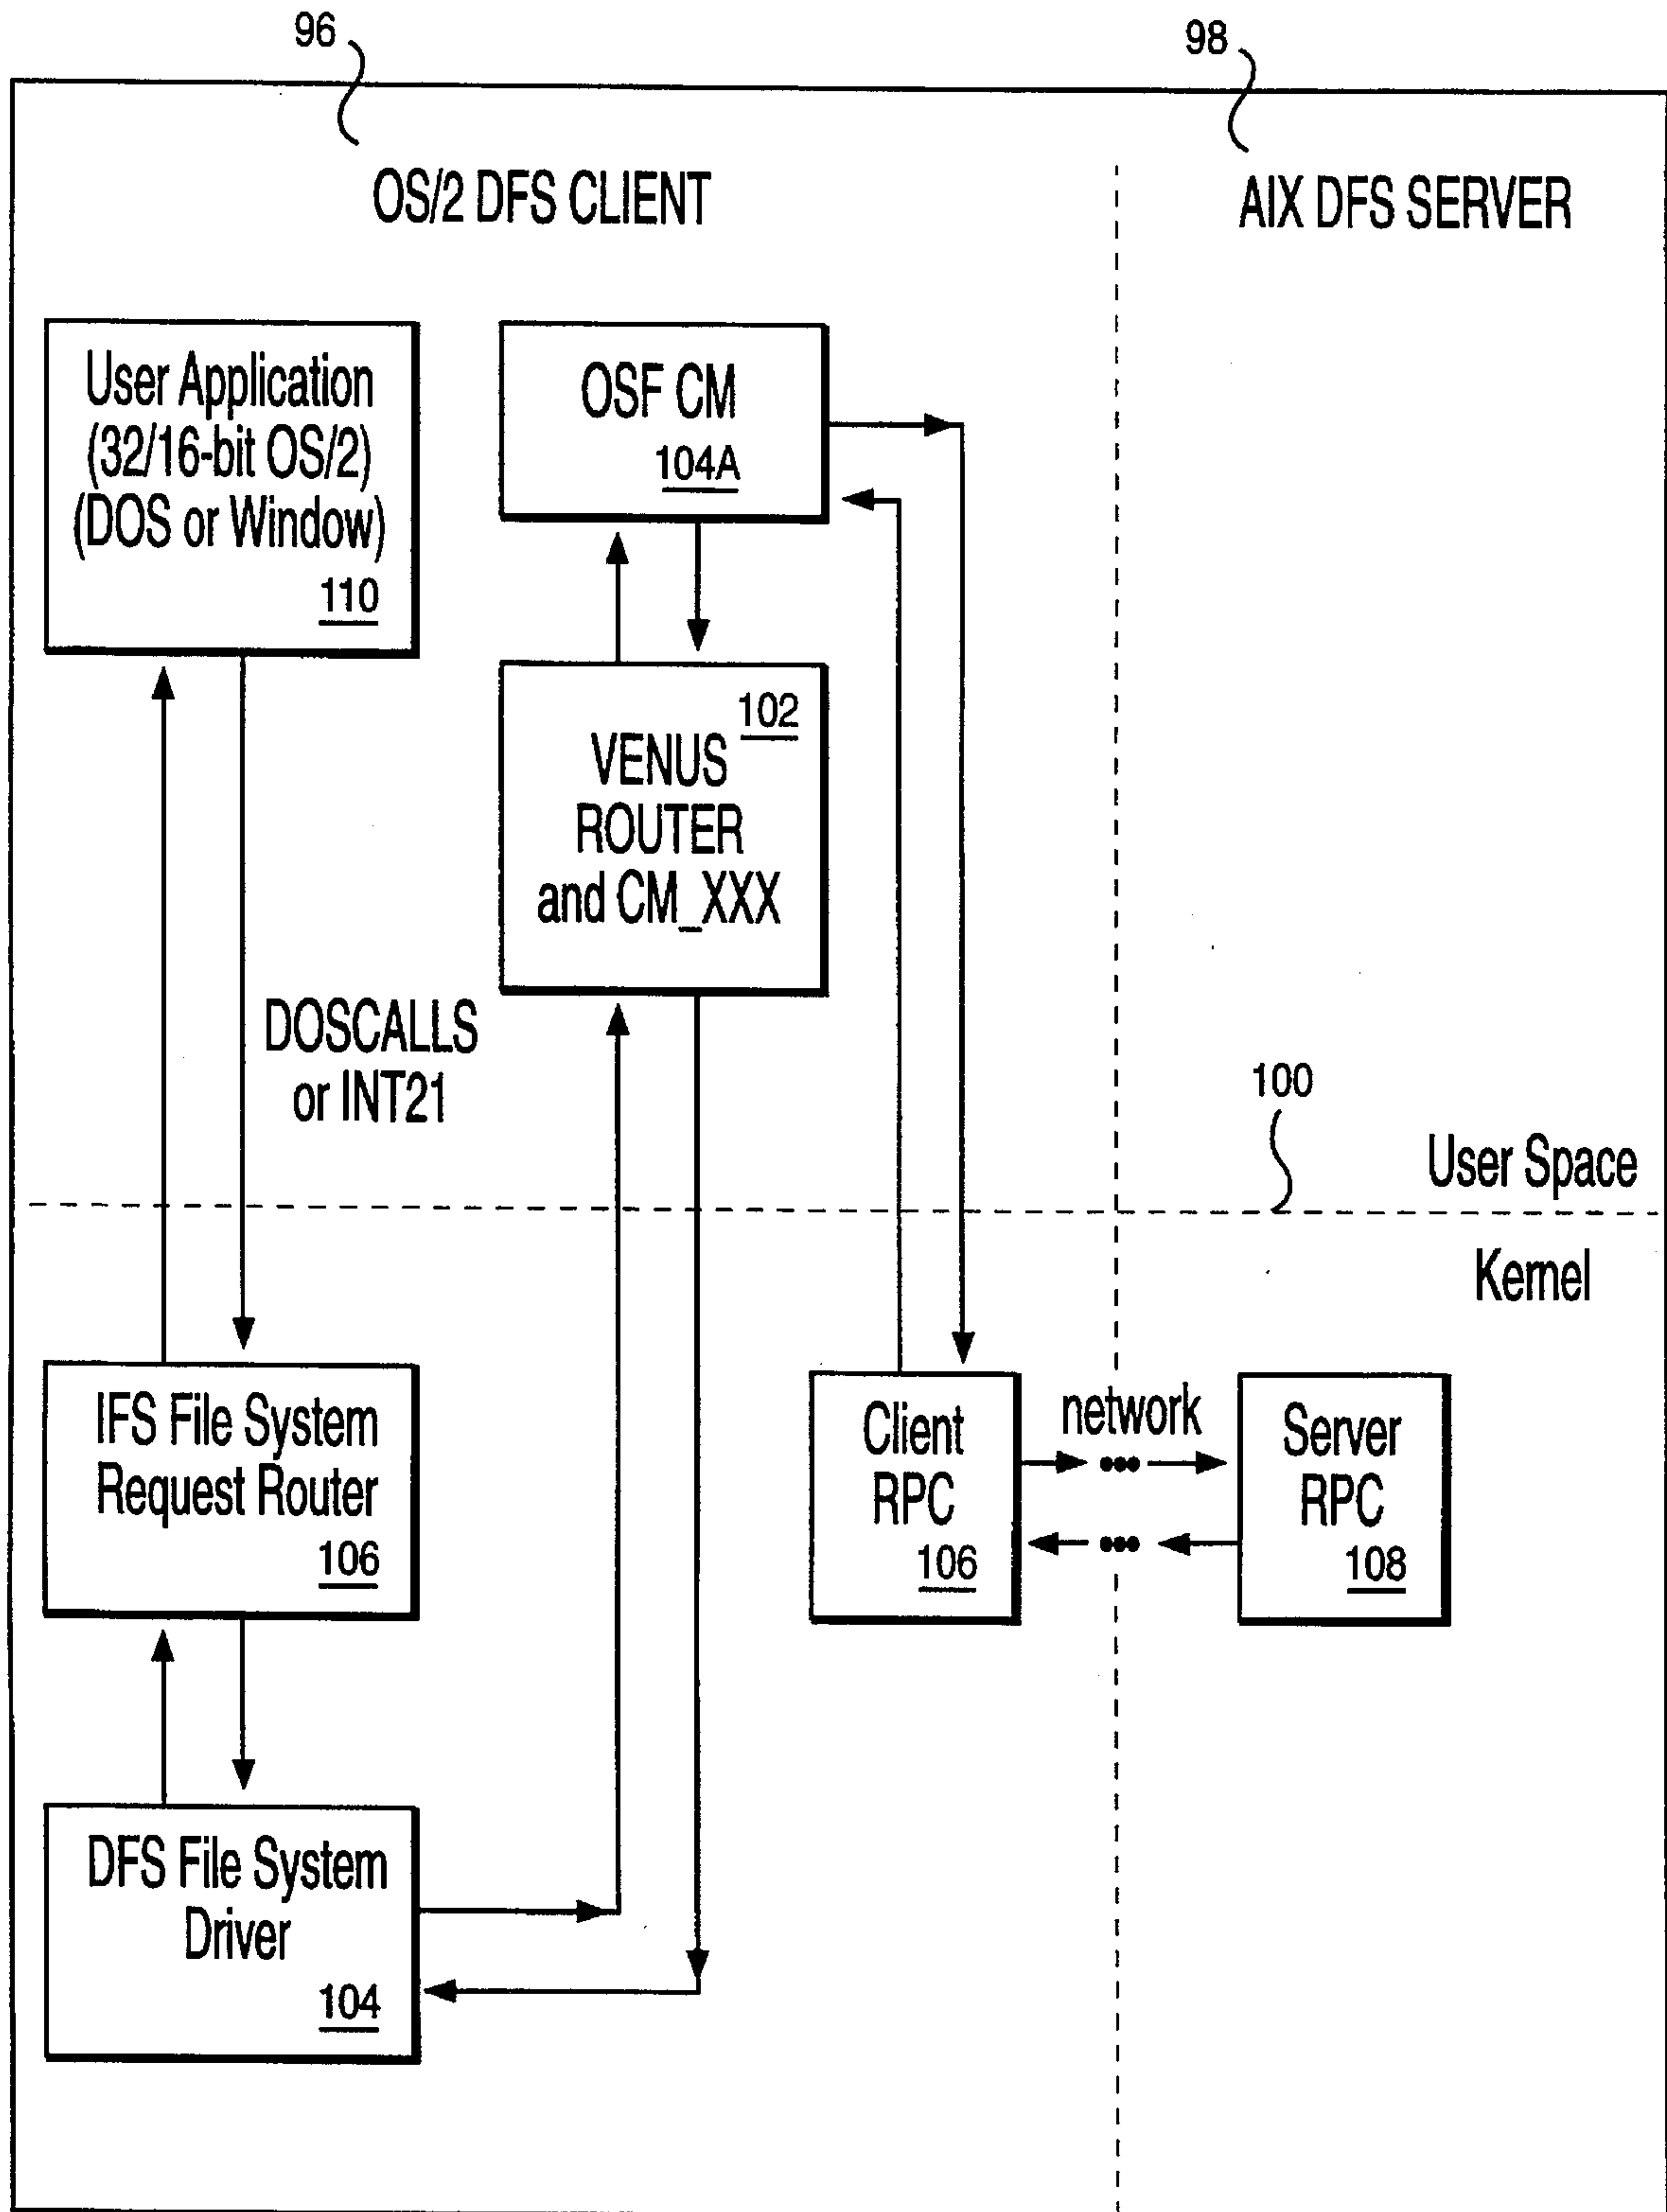 96
98
OS/2 DFS CLIENT
AIX DFS SERVER
User Application
(32/16-bit OS/2)
(DOS or Window)
110
OSF CM
104A
102
VENUS
ROUTER
and CM_XXX
DOSCALLS
or INT21
100
User Space
Kernel
IFS File System
Request Router
106
Client
RPC
106
network
Server
RPC
108
DFS File System
Driver
104